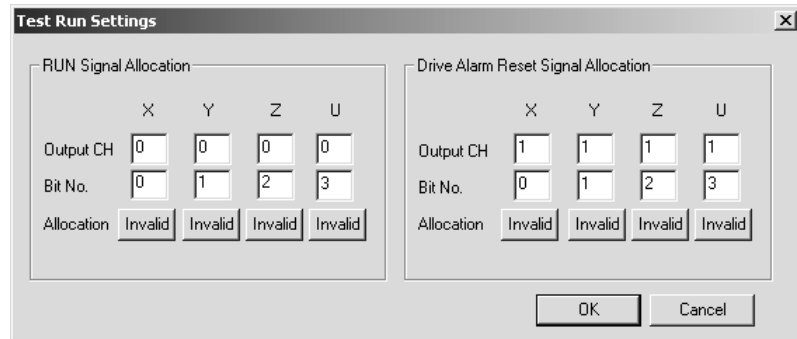 Test Run Settings
RUN Signal Allocation
X Y Z U
Output CH 0 0 0 0
Bit No. 0 1 2 3
Allocation Invalid Invalid Invalid Invalid
Drive Alarm Reset Signal Allocation
X Y Z U
Output CH 1 1 1 1
Bit No. 0 1 2 3
Allocation Invalid Invalid Invalid Invalid
OK Cancel